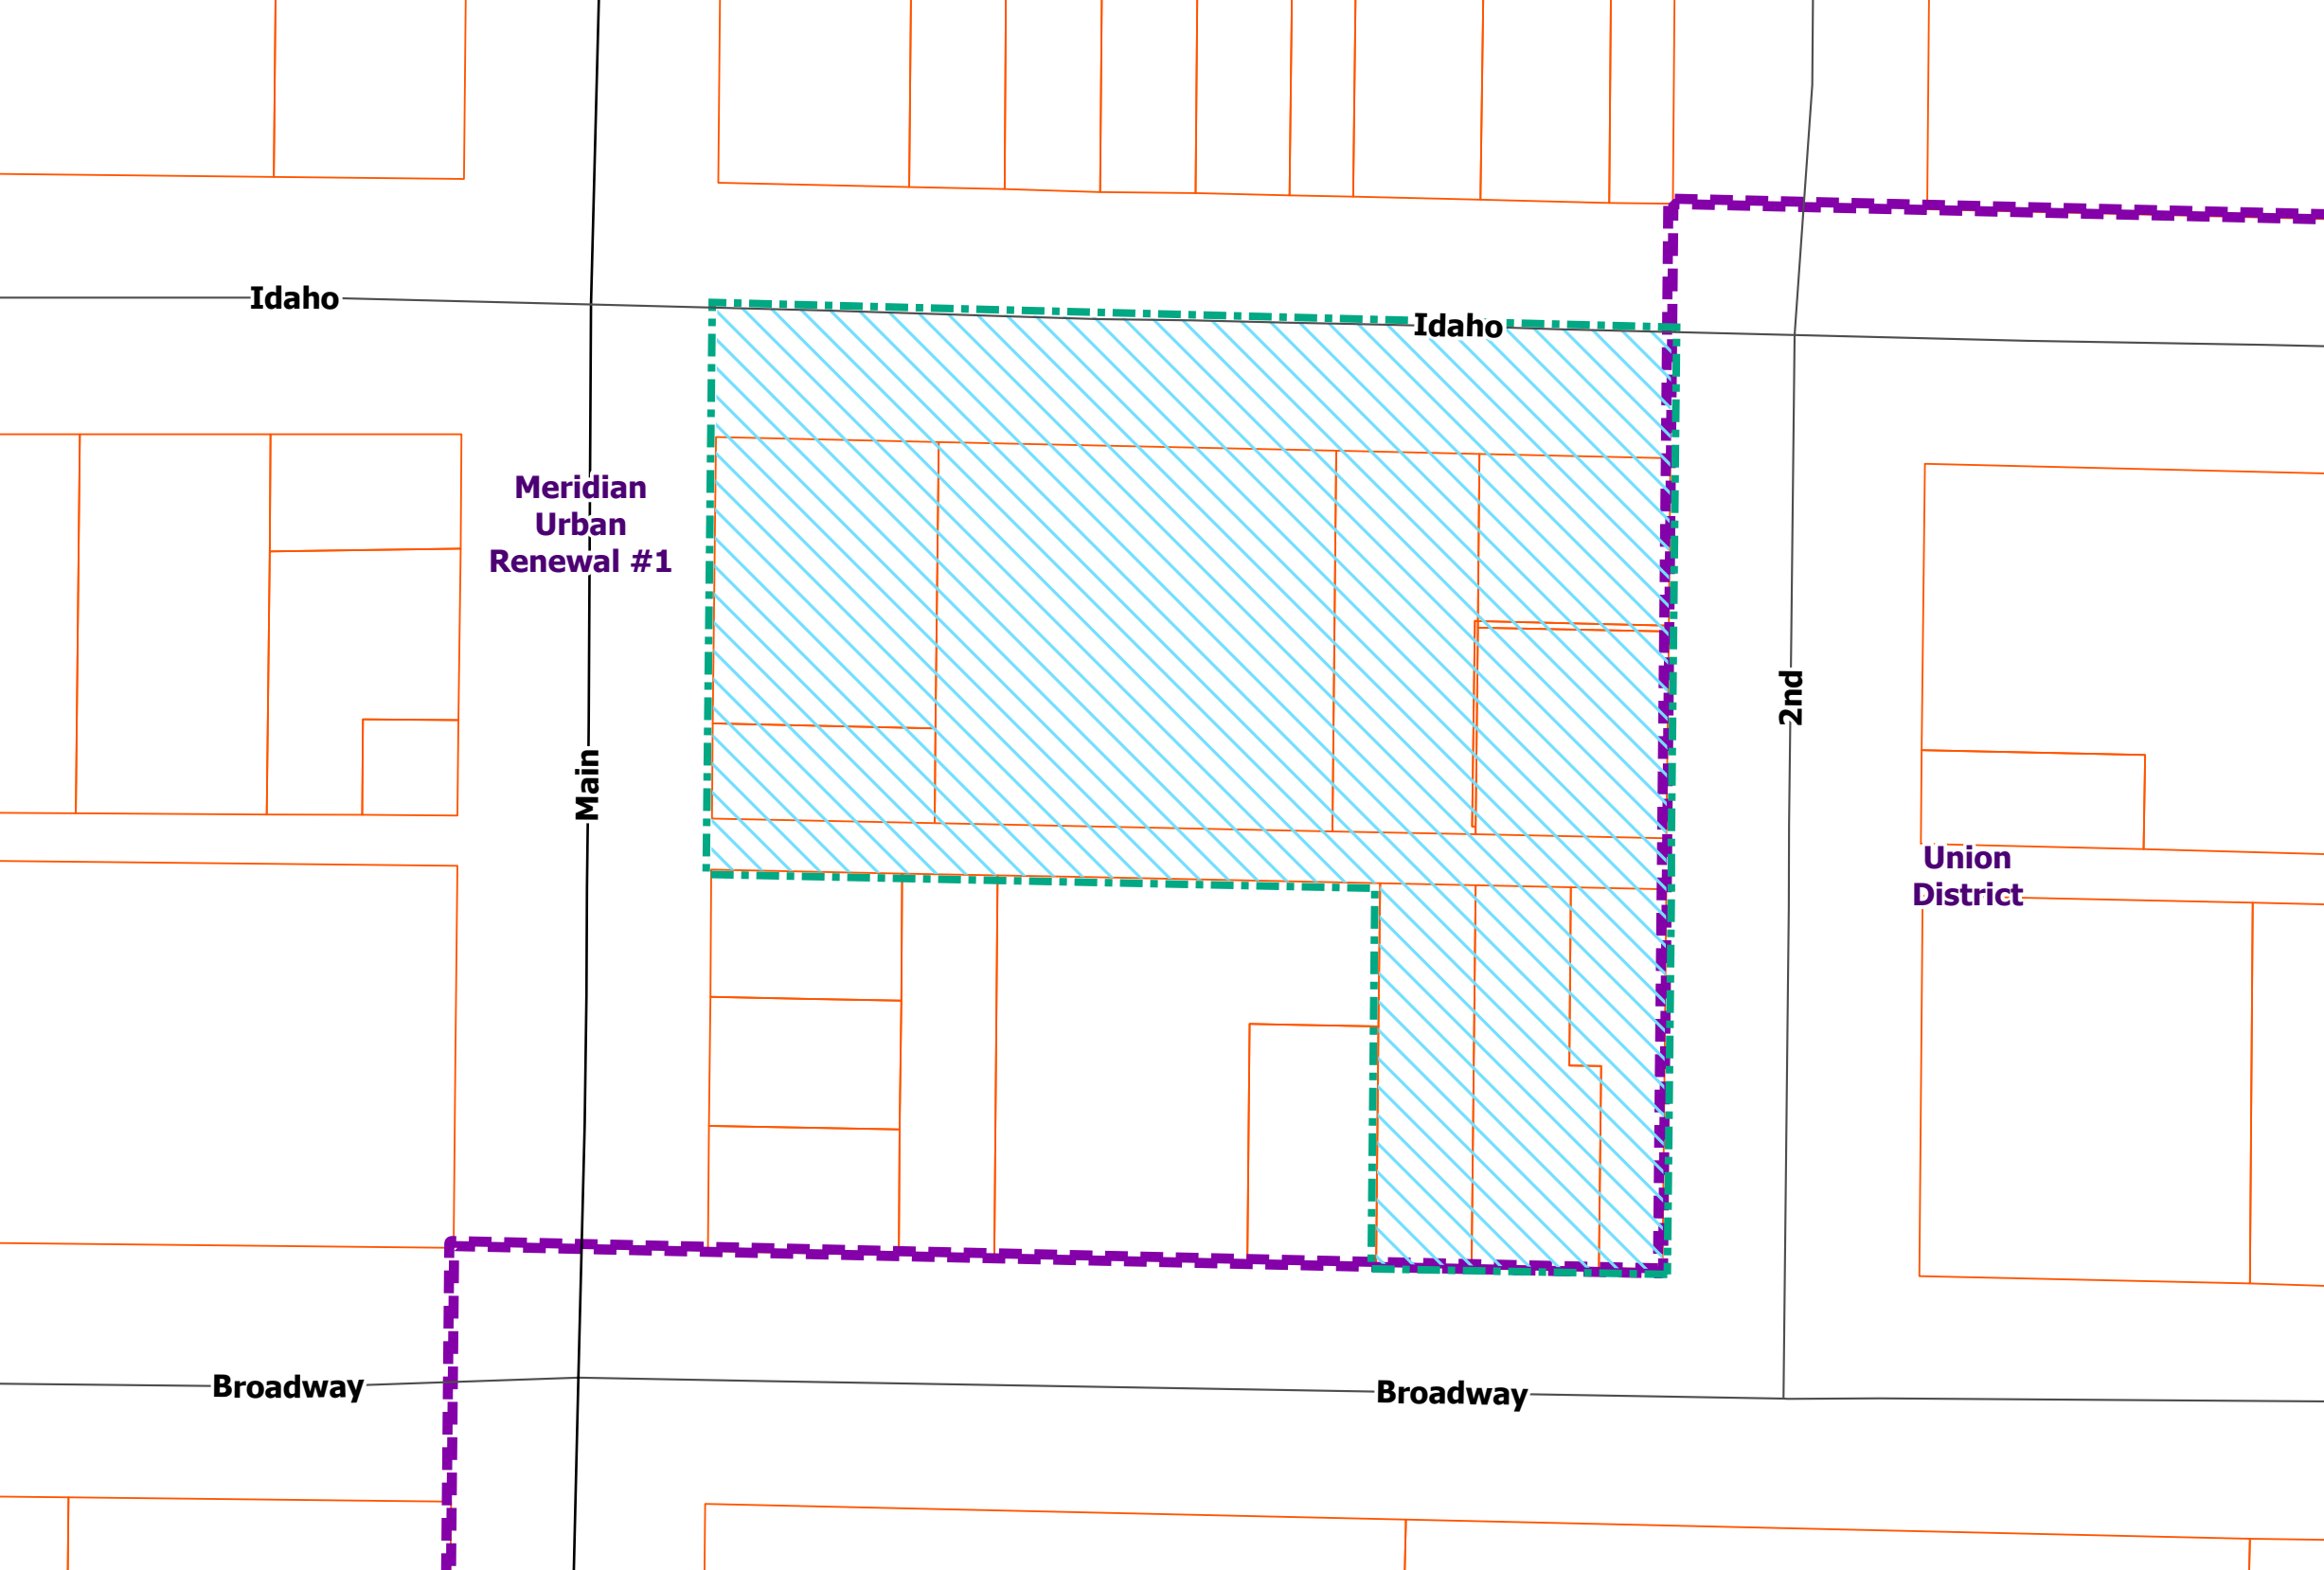 Idaho
Idaho
Meridian
Urban
Renewal #1
2nd
Main
Union
District
Broadway
Broadway